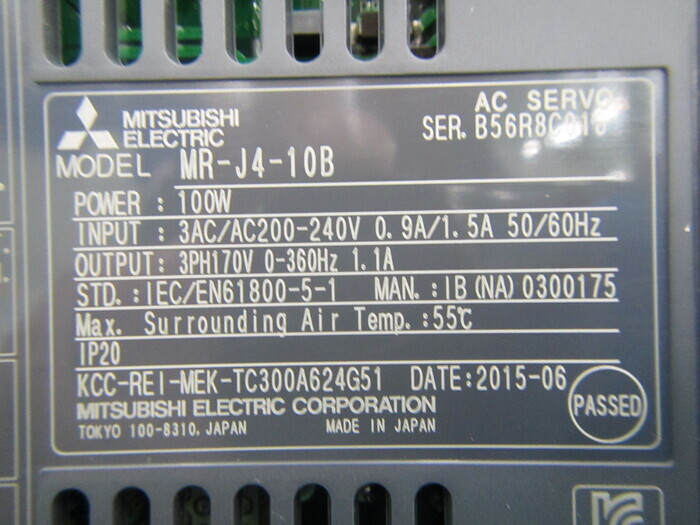 MITSUBISHI
ELECTRIC
AC SERVO
SER.
MODEL MR-J4-10B
POWER : 100W
INPUT : 3AC/AC200-240V 0.9A/1.5A 50/60Hz
OUTPUT: 3PH170V 0-360Hz 1.1A
STD.: IEC/EN61800-5-1 MAN.: IB(NA)0300175
Max. Surrounding Air Temp.:55℃
IP20
KCC-REI-MEK-TC300A624G51 DATE:2015-06
MITSUBISHI ELECTRIC CORPORATION
TOKYO 100-8310, JAPAN MADE IN JAPAN
PASSED